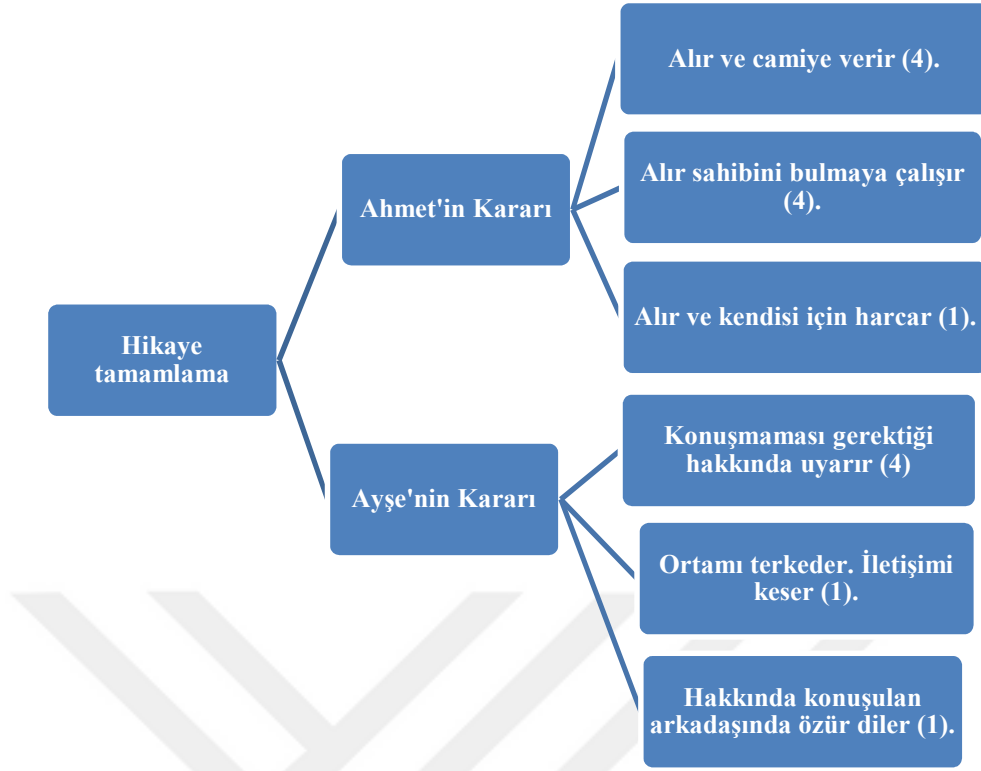 Hikaye
tamamlama
Ahmet'in Kararı
Alır ve camiye verir (4).
Alır sahibini bulmaya çalışır
(4).
Alır ve kendisi için harcar (1).
Ayşe'nin Kararı
Konuşmaması gerektiği
hakkında uyarır (4)
Ortamı terkeder. İletişimi
keser (1).
Hakkında konuşulan
arkadaşında özür diler (1).